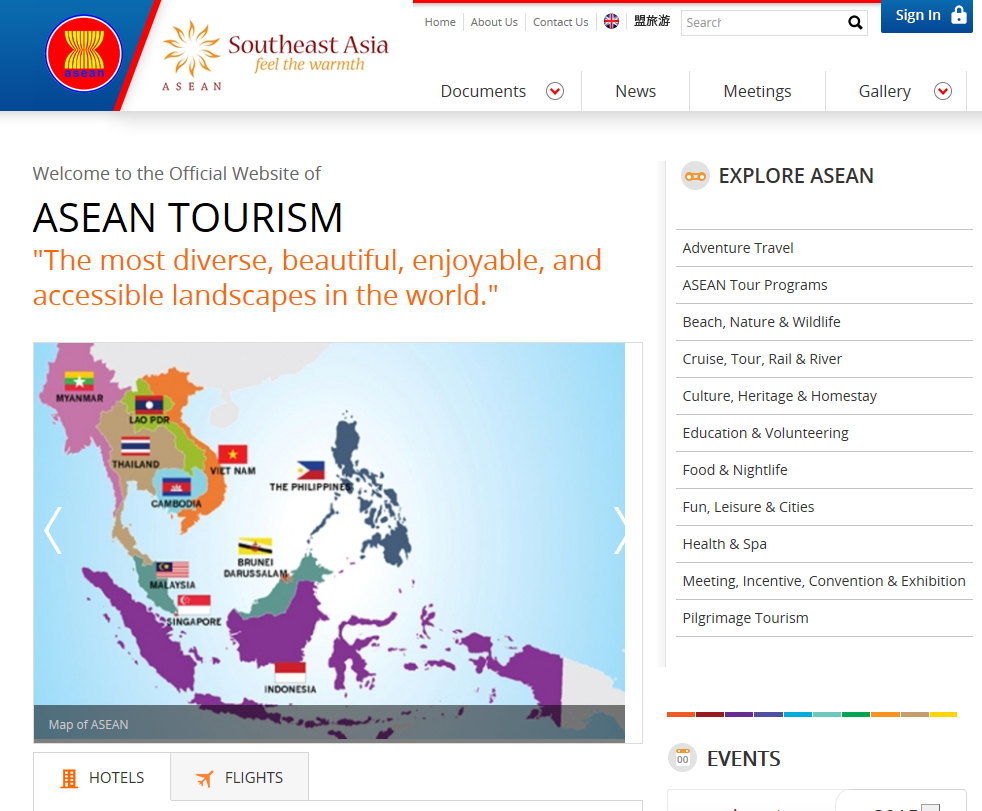 Home
About Us
Contact Us
盟旅游
Search
Sign In
asean
Southeast Asia
feel the warmth
ASEAN
Documents
News
Meetings
Gallery
Welcome to the Official Website of
ASEAN TOURISM
"The most diverse, beautiful, enjoyable, and
accessible landscapes in the world."
MYANMAR
LAO PDR
THAILAND
VIET NAM
CAMBODIA
THE PHILIPPINES
BRUNEI
DARUSSALAM
MALAYSIA
SINGAPORE
INDONESIA
Map of ASEAN
HOTELS
FLIGHTS
EXPLORE ASEAN
Adventure Travel
ASEAN Tour Programs
Beach, Nature & Wildlife
Cruise, Tour, Rail & River
Culture, Heritage & Homestay
Education & Volunteering
Food & Nightlife
Fun, Leisure & Cities
Health & Spa
Meeting, Incentive, Convention & Exhibition
Pilgrimage Tourism
00
EVENTS